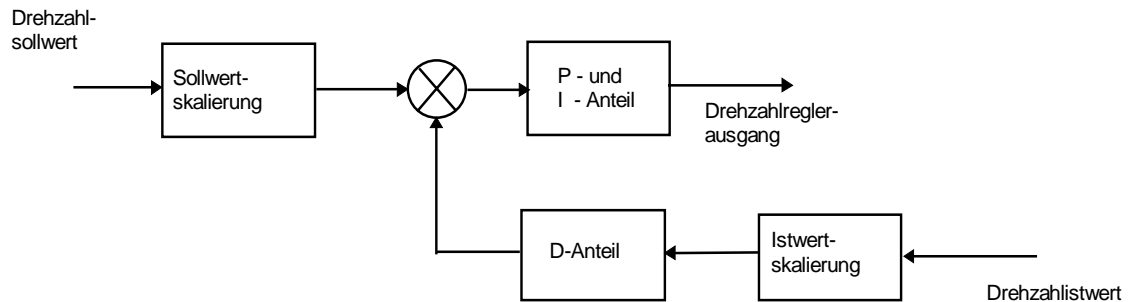 Drehzahl-
sollwert
Sollwert-
skalierung
P - und
I - Anteil
Drehzahlregler-
ausgang
D-Anteil
Istwert-
skalierung
Drehzahlistwert